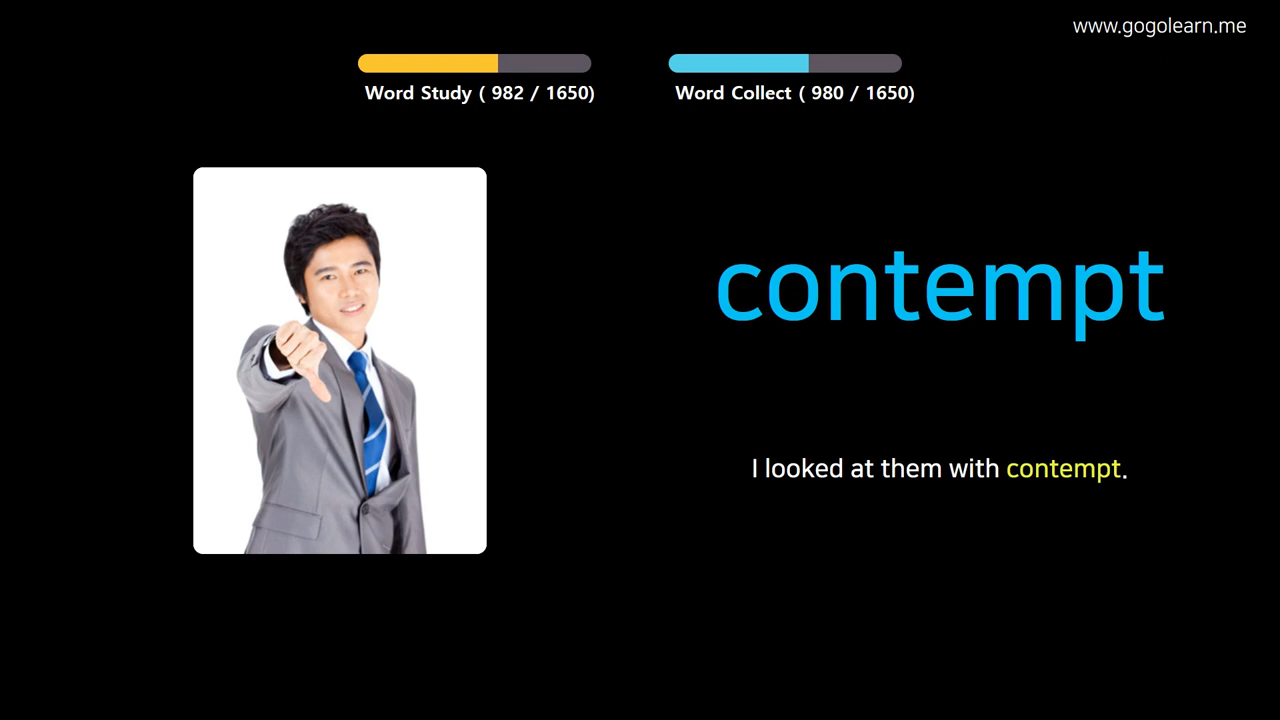 www.gogolearn.me
Word Study ( 982 / 1650)
Word Collect ( 980 / 1650)
contempt
I looked at them with contempt.